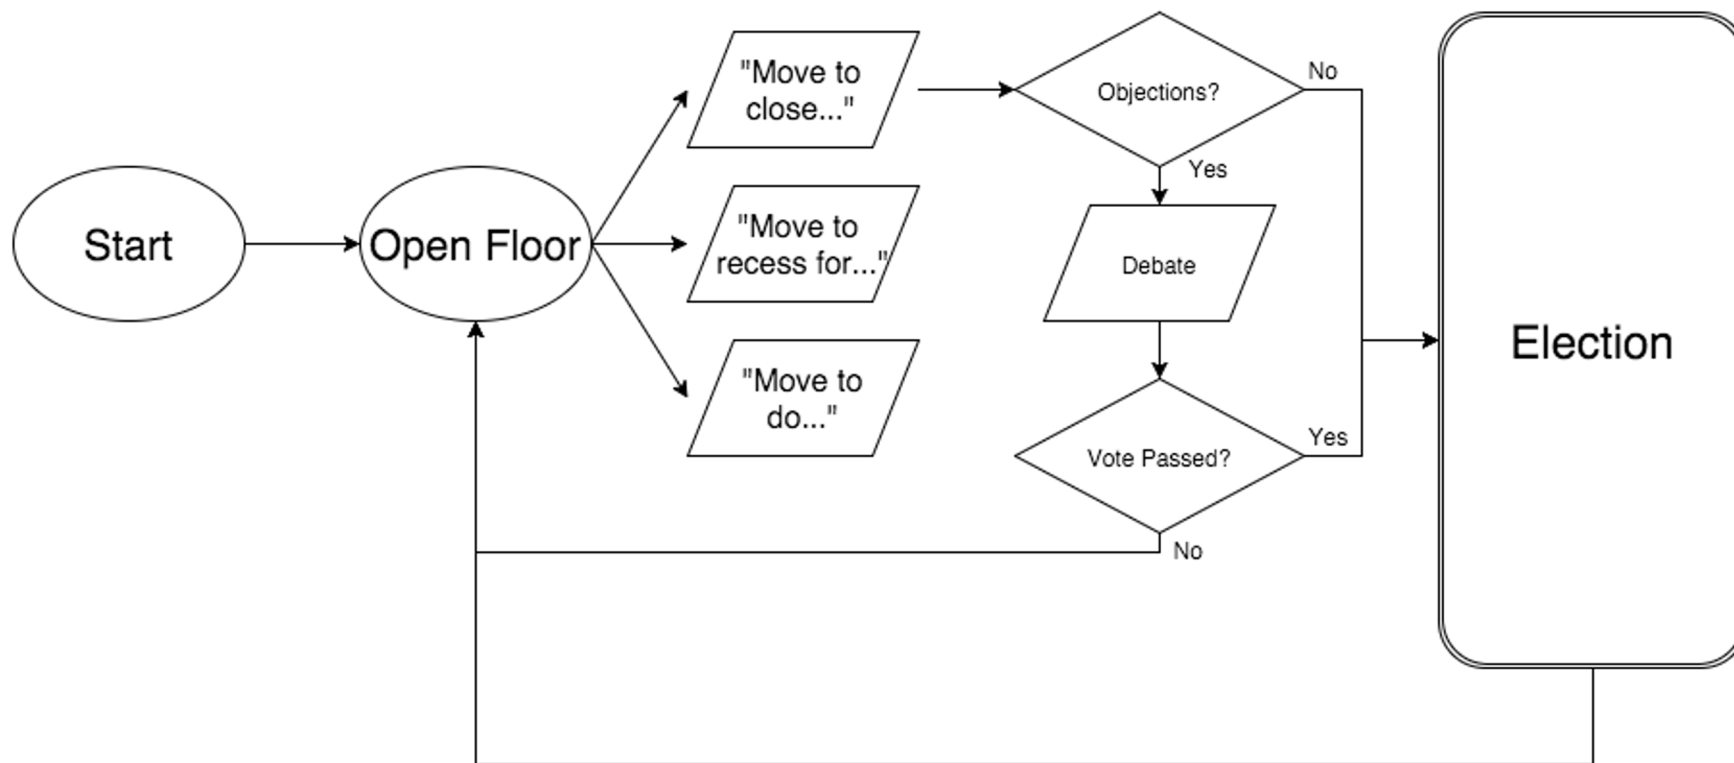 Start
Open Floor
"Move to
close..."
"Move to
recess for..."
"Move to
do..."
Objections?
No
Yes
Debate
Vote Passed?
Yes
No
Election